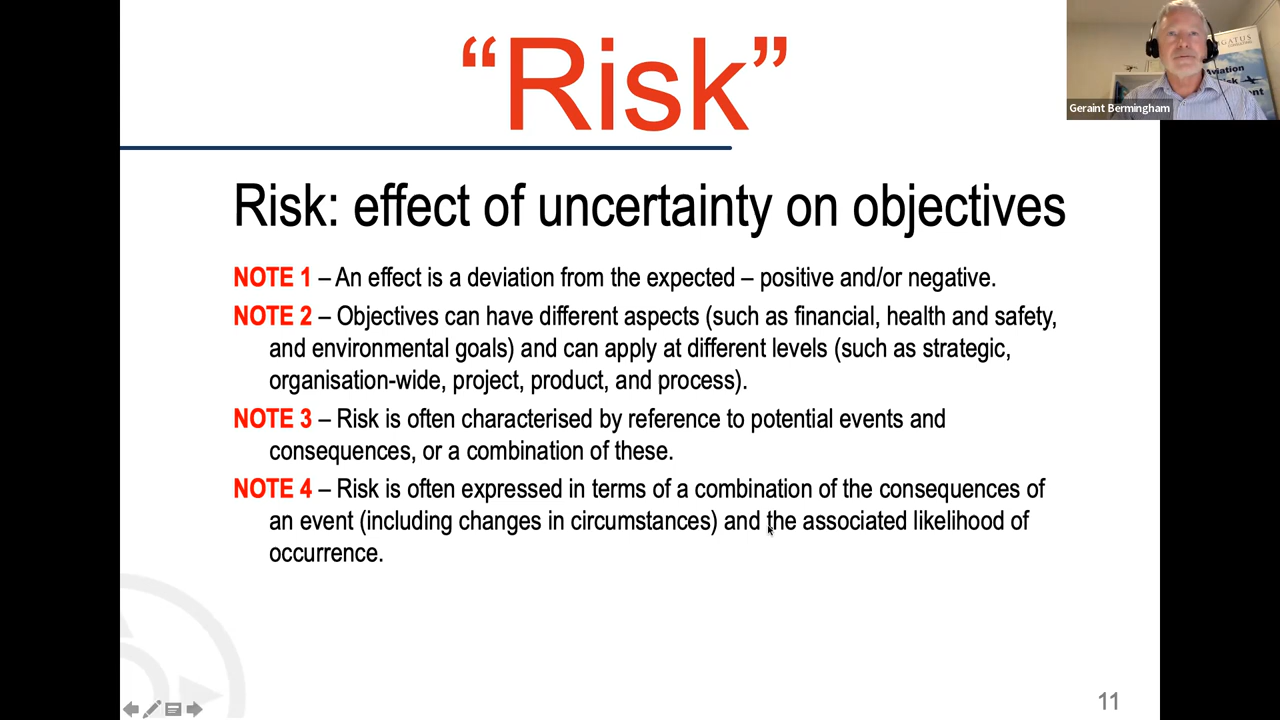 “Risk”
Risk: effect of uncertainty on objectives
NOTE 1 – An effect is a deviation from the expected – positive and/or negative.
NOTE 2 – Objectives can have different aspects (such as financial, health and safety,
and environmental goals) and can apply at different levels (such as strategic,
organisation-wide, project, product, and process).
NOTE 3 – Risk is often characterised by reference to potential events and
consequences, or a combination of these.
NOTE 4 – Risk is often expressed in terms of a combination of the consequences of
an event (including changes in circumstances) and the associated likelihood of
occurrence.
11
Aviation
Geraint Bermingham